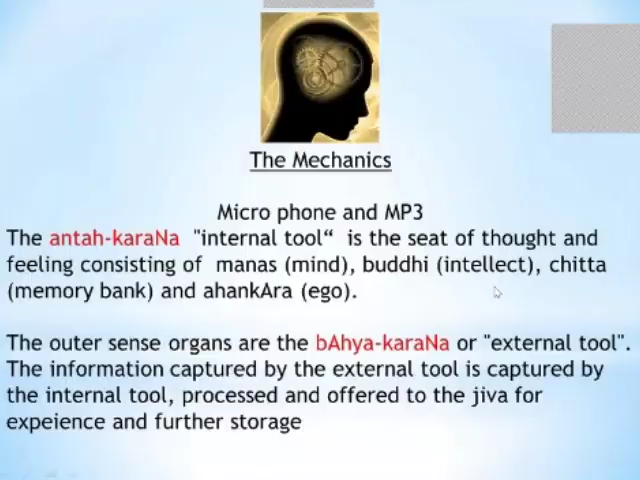 The Mechanics
Micro phone and MP3
The antah-karaNa "internal tool“ is the seat of thought and
feeling consisting of manas (mind), buddhi (intellect), chitta
(memory bank) and ahankAra (ego).
The outer sense organs are the bAhya-karaNa or "external tool".
The information captured by the external tool is captured by
the internal tool, processed and offered to the jiva for
expeience and further storage